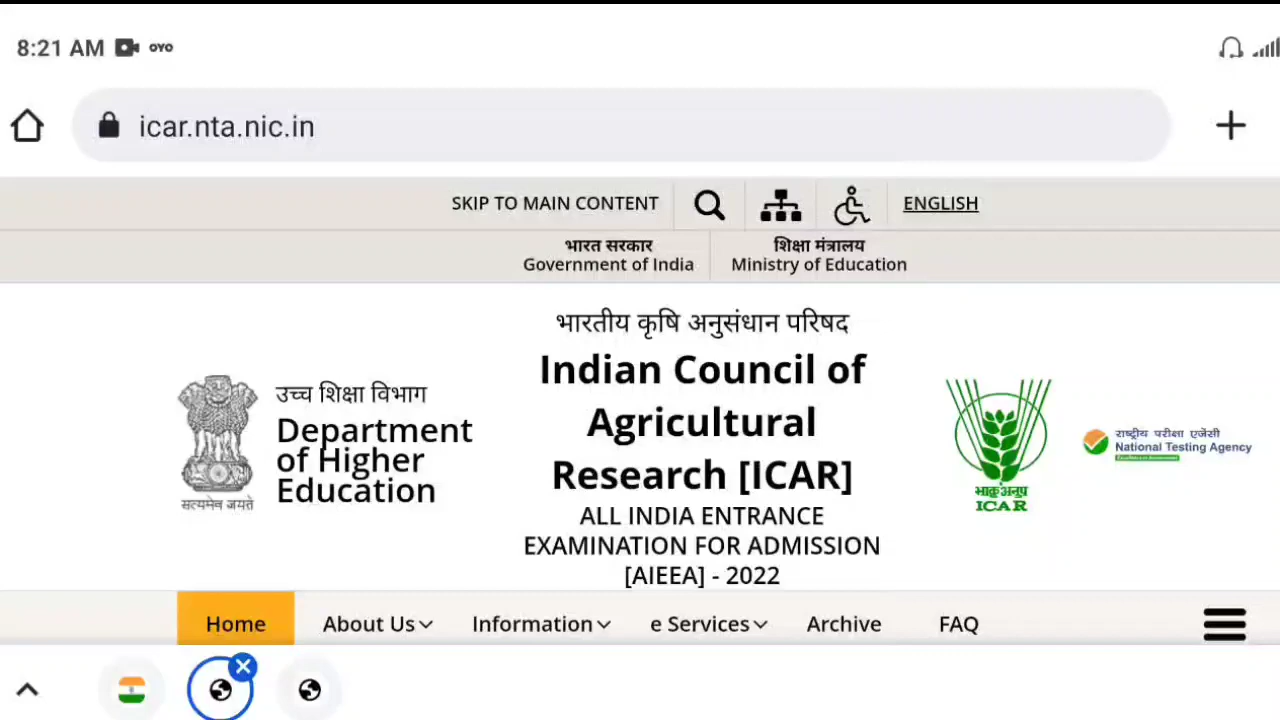 8:21 AM OYO
icar.nta.nic.in
SKIP TO MAIN CONTENT ENGLISH
भारत सरकार
Government of India
शिक्षा मंत्रालय
Ministry of Education
उच्च शिक्षा विभाग
Department
of Higher
Education
सत्यमेव जयते
भारतीय कृषि अनुसंधान परिषद
Indian Council of
Agricultural
Research [ICAR]
ALL INDIA ENTRANCE
EXAMINATION FOR ADMISSION
[AIEEA] - 2022
भाकृअनुप
ICAR
राष्ट्रीय परीक्षा एजेंसी
National Testing Agency
Home About Us Information e Services Archive FAQ